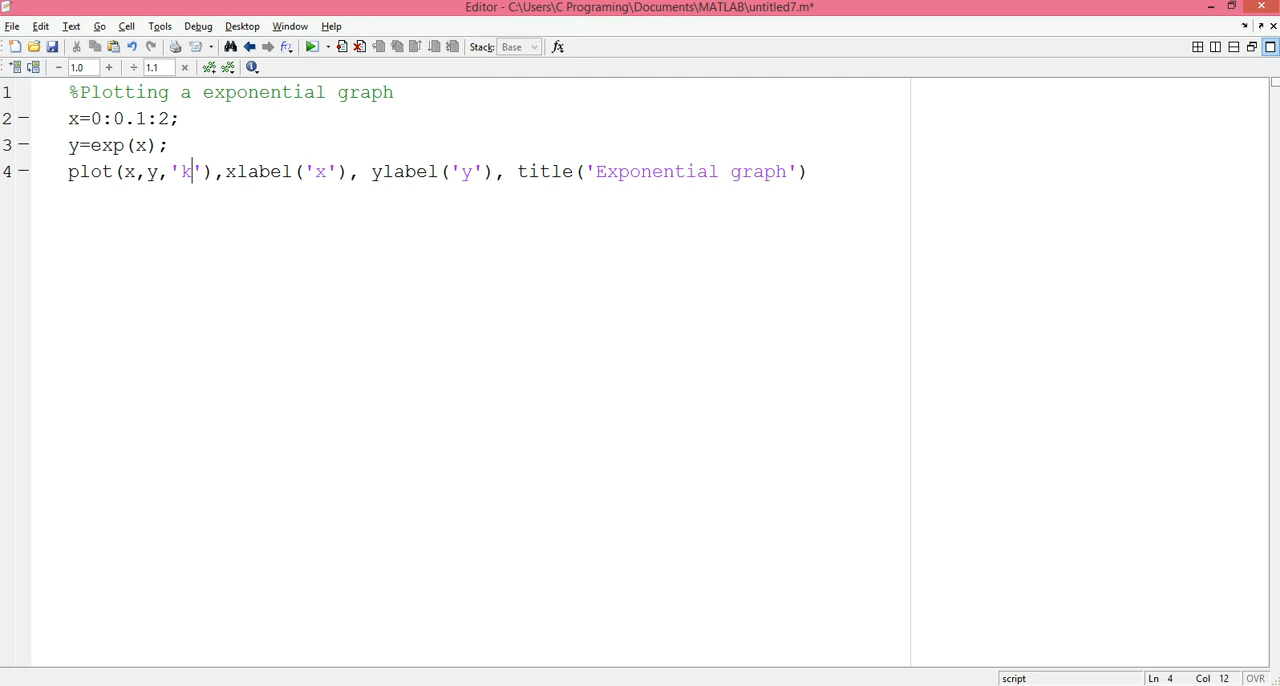 Editor - C:\Users\C Programing\Documents\MATLAB\untitled7.m*
File Edit Text Go Cell Tools Debug Desktop Window Help
Stack: Base fx
- 1.0 + ÷ 1.1 ×
1 %Plotting a exponential graph
2 - x=0:0.1:2;
3 - y=exp(x);
4 - plot(x,y,'k'),xlabel('x'), ylabel('y'), title('Exponential graph')
script Ln 4 Col 12 OVR